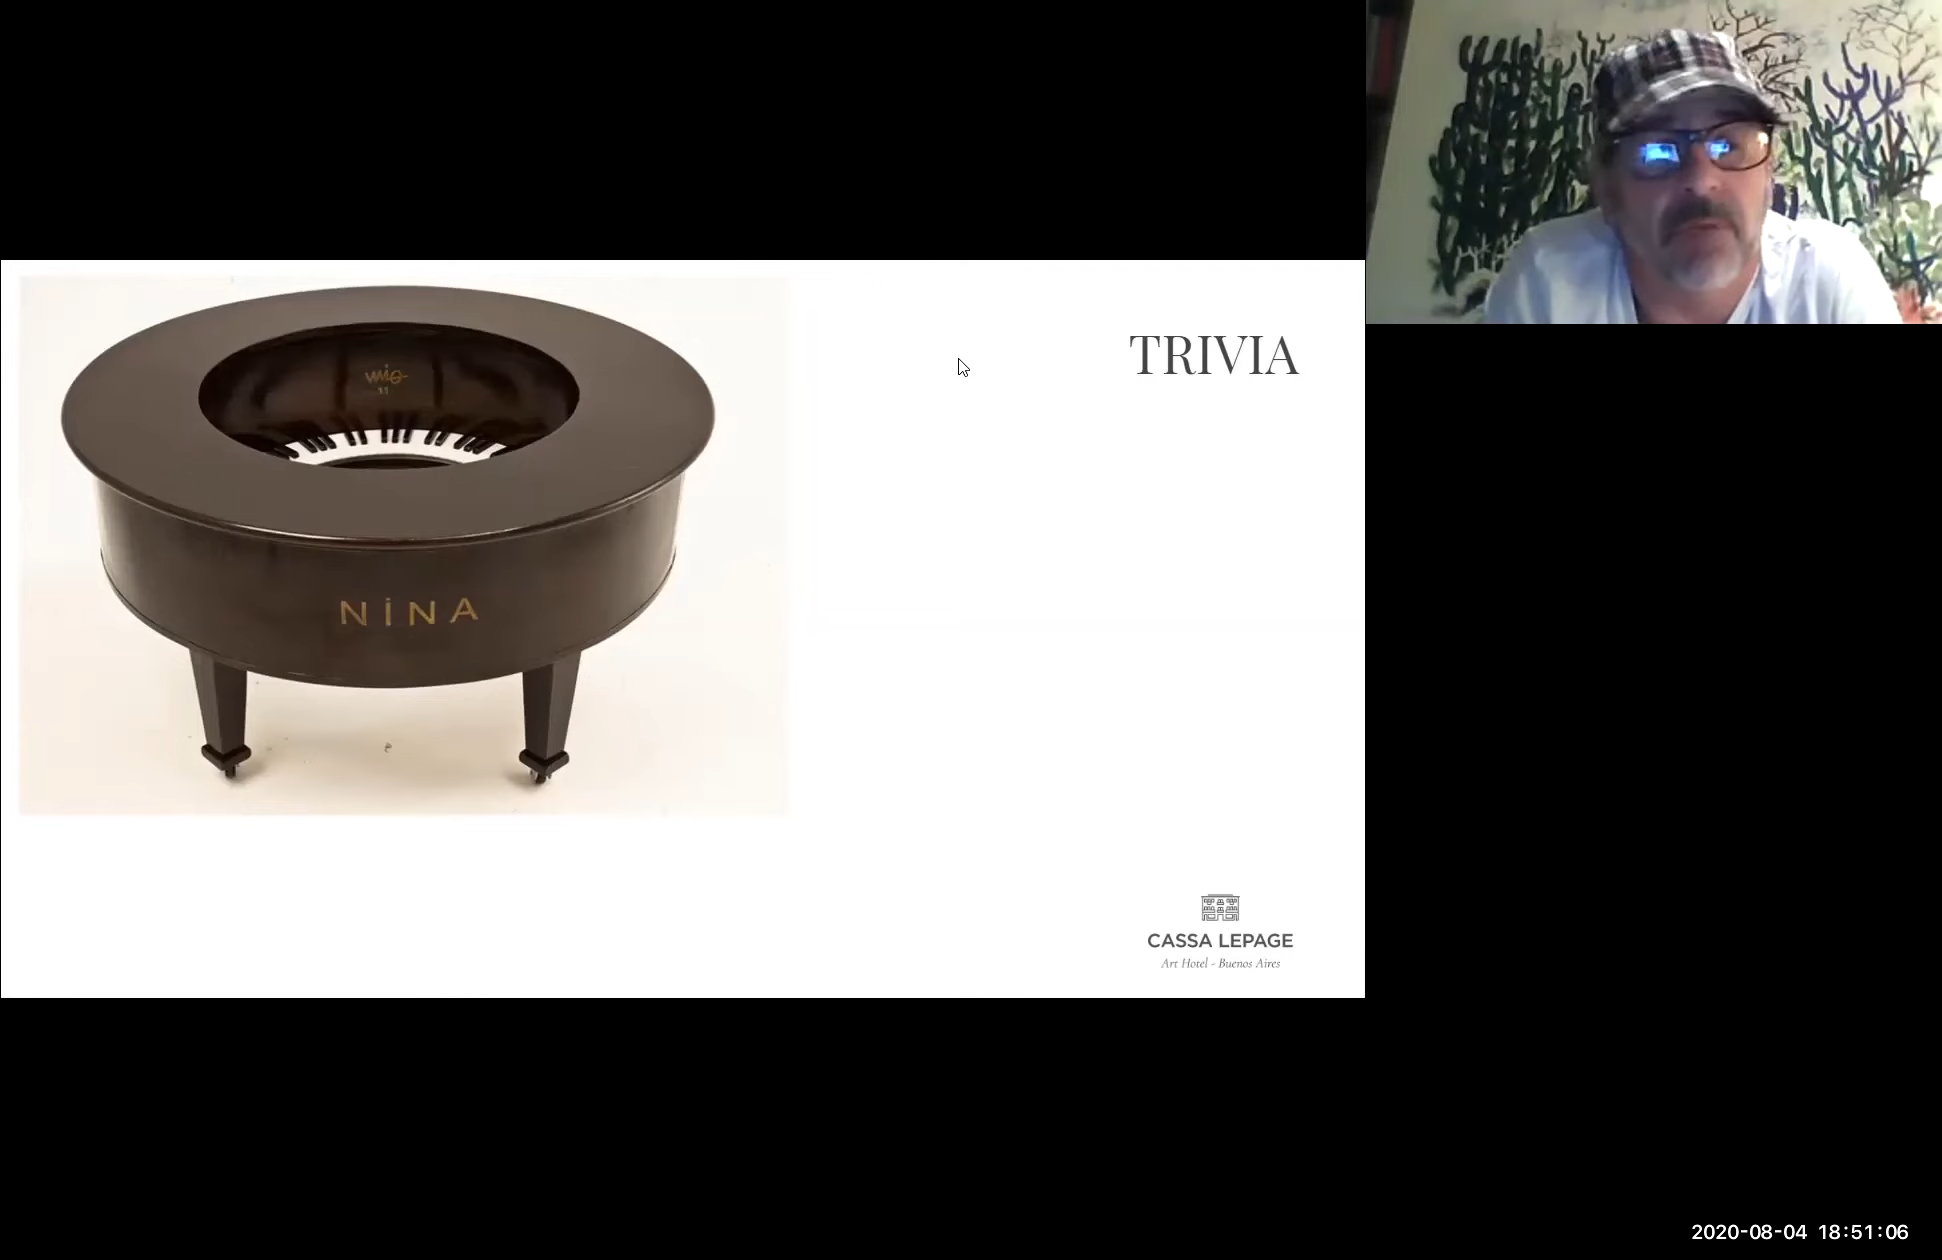 TRIVIA
NiNA
CASSA LEPAGE
Art Hotel - Buenos Aires
2020-08-04 18:51:06